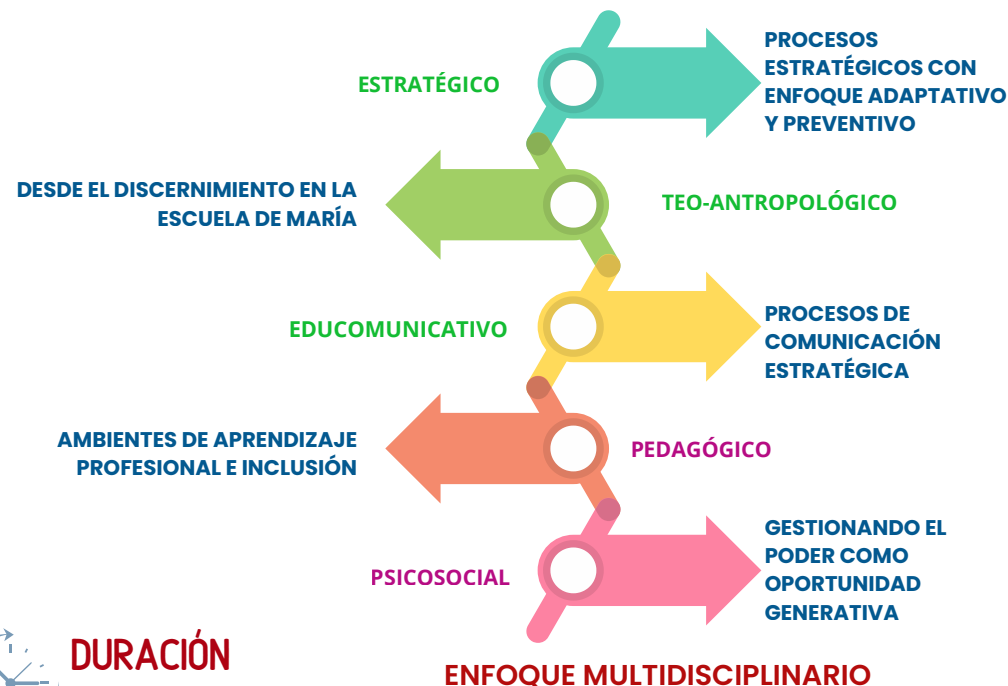 ESTRATÉGICO
PROCESOS
ESTRATÉGICOS CON
ENFOQUE ADAPTATIVO
Y PREVENTIVO
DESDE EL DISCERNIMIENTO EN LA
ESCUELA DE MARÍA
TEO-ANTROPOLÓGICO
EDUCOMUNICATIVO
PROCESOS DE
COMUNICACIÓN
ESTRATÉGICA
AMBIENTES DE APRENDIZAJE
PROFESIONAL E INCLUSIÓN
PEDAGÓGICO
PSICOSOCIAL
GESTIONANDO EL
PODER COMO
OPORTUNIDAD
GENERATIVA
DURACIÓN
ENFOQUE MULTIDISCIPLINARIO